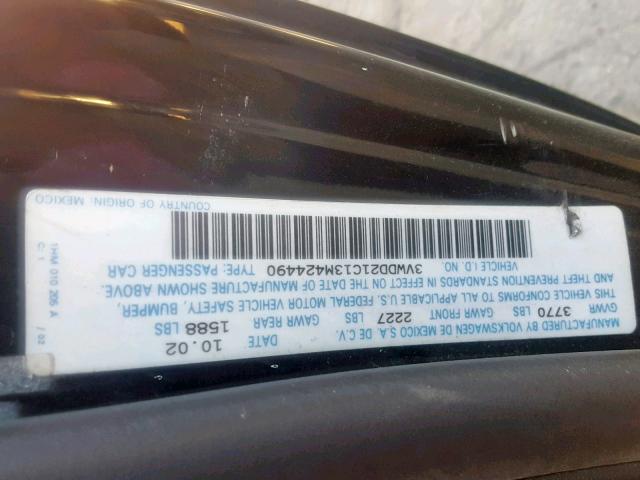 MANUFACTURED BY VOLKSWAGEN DE MEXICO S.A. DE C.V. DATE 10.02
GVWR 3770 LBS GAWR FRONT 2227 LBS GAWR REAR 1588 LBS
THIS VEHICLE CONFORMS TO ALL APPLICABLE U.S. FEDERAL MOTOR VEHICLE SAFETY, BUMPER,
AND THEFT PREVENTION STANDARDS IN EFFECT ON THE DATE OF MANUFACTURE SHOWN ABOVE.
VEHICLE I.D. NO. 3VWDD21C13M424490 TYPE: PASSENGER CAR
COUNTRY OF ORIGIN: MEXICO
1HM 010 205 A / 02
C 1